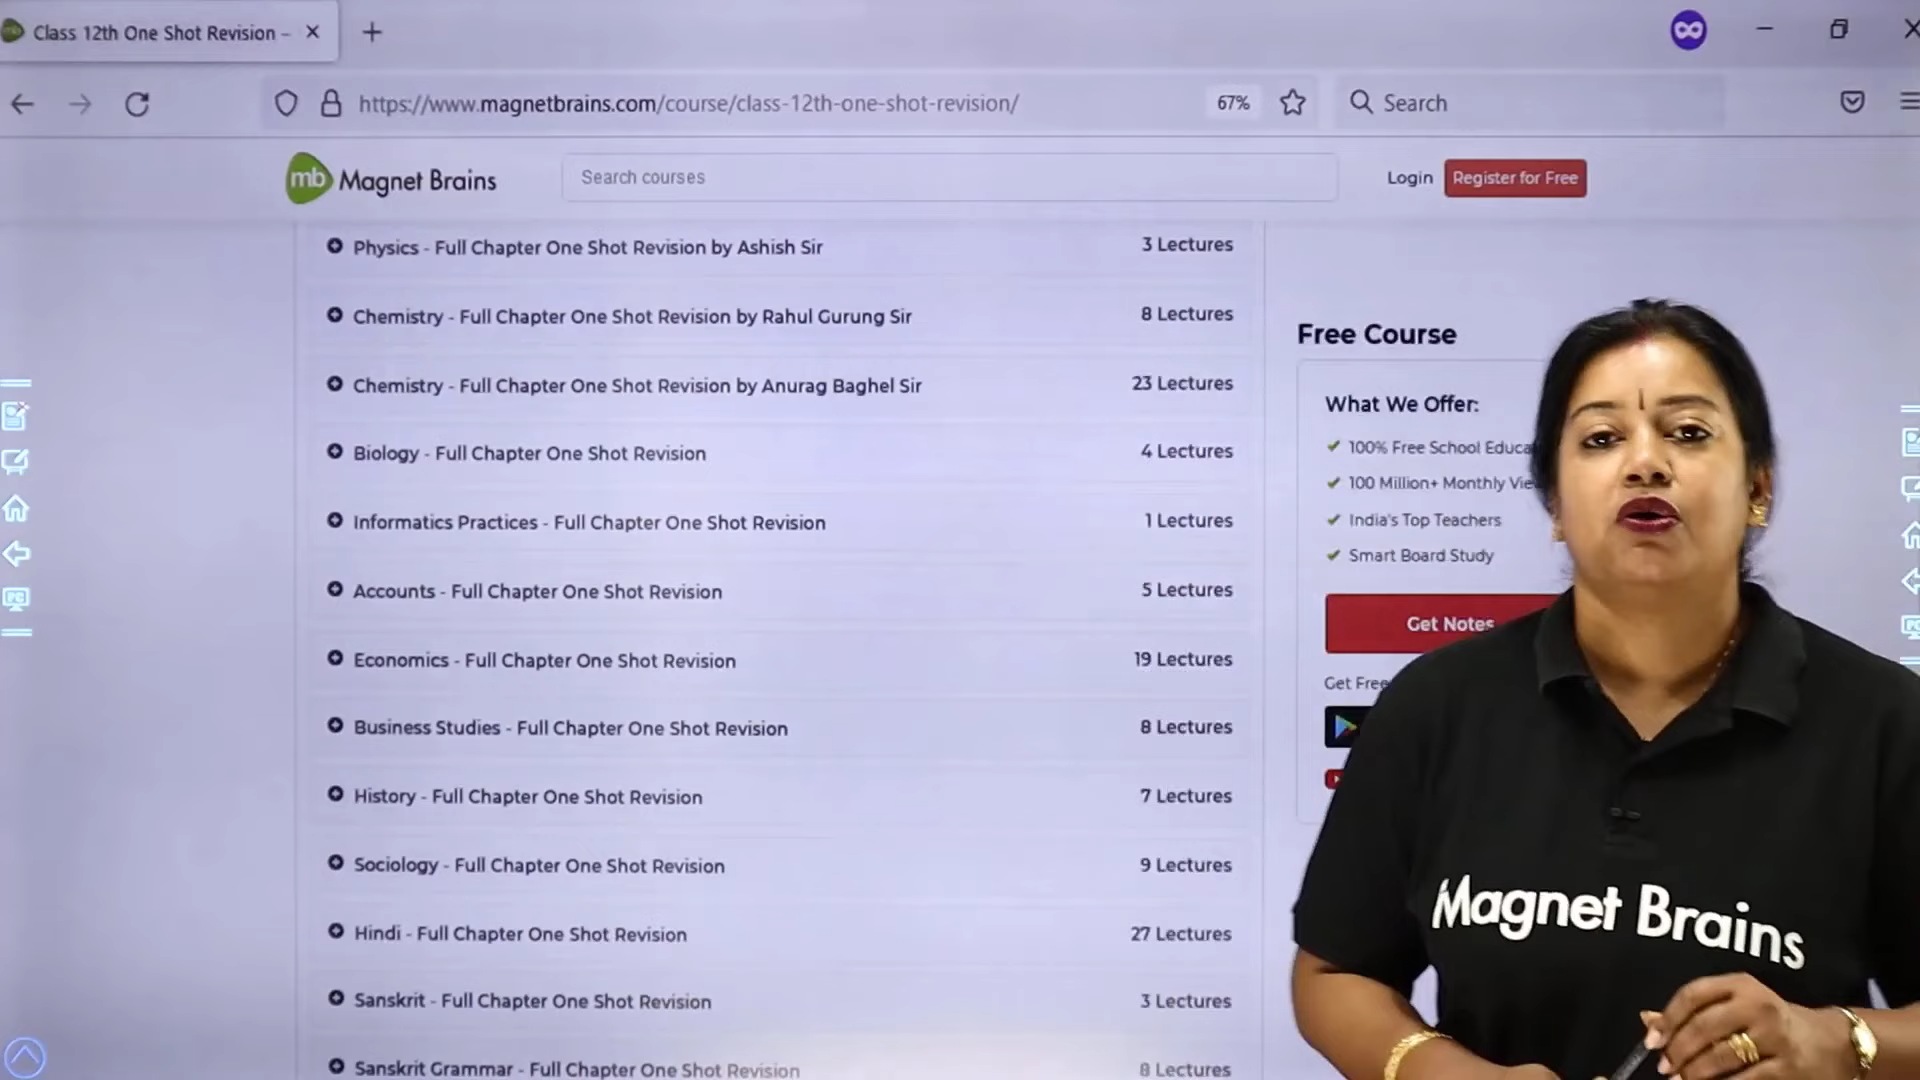 Class 12th One Shot Revision –
https://www.magnetbrains.com/course/class-12th-one-shot-revision/
67%
Search
mb Magnet Brains
Search courses
Login
Register for Free
Physics - Full Chapter One Shot Revision by Ashish Sir
3 Lectures
Chemistry - Full Chapter One Shot Revision by Rahul Gurung Sir
8 Lectures
Chemistry - Full Chapter One Shot Revision by Anurag Baghel Sir
23 Lectures
Biology - Full Chapter One Shot Revision
4 Lectures
Informatics Practices - Full Chapter One Shot Revision
1 Lectures
Accounts - Full Chapter One Shot Revision
5 Lectures
Economics - Full Chapter One Shot Revision
19 Lectures
Business Studies - Full Chapter One Shot Revision
8 Lectures
History - Full Chapter One Shot Revision
7 Lectures
Sociology - Full Chapter One Shot Revision
9 Lectures
Hindi - Full Chapter One Shot Revision
27 Lectures
Sanskrit - Full Chapter One Shot Revision
3 Lectures
Sanskrit Grammar - Full Chapter One Shot Revision
8 Lectures
Free Course
What We Offer:
100% Free School Educa
100 Million+ Monthly Vie
India's Top Teachers
Smart Board Study
Get Notes
Get Free
PC
Magnet Brains